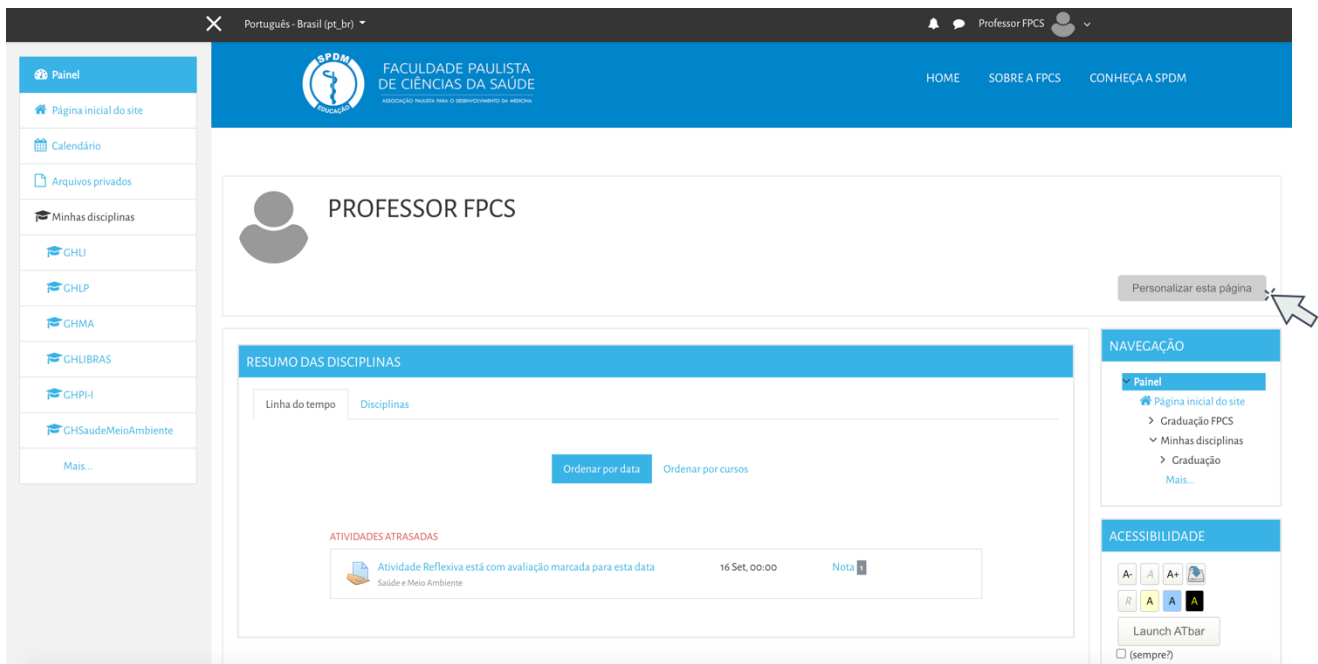 Português - Brasil (pt_br)
Professor FPCS
Painel
Página inicial do site
Calendário
Arquivos privados
Minhas disciplinas
GHLI
GHLP
GHMA
GHLIBRAS
GHPI-I
GHSaudeMeioAmbiente
Mais...
SPDM
EDUCAÇÃO
FACULDADE PAULISTA
DE CIÊNCIAS DA SAÚDE
ASSOCIAÇÃO PAULISTA PARA O DESENVOLVIMENTO DA MEDICINA
HOME SOBRE A FPCS CONHEÇA A SPDM
PROFESSOR FPCS
Personalizar esta página
RESUMO DAS DISCIPLINAS
Linha do tempo Disciplinas
Ordenar por data Ordenar por cursos
ATIVIDADES ATRASADAS
Atividade Reflexiva está com avaliação marcada para esta data 16 Set, 00:00 Nota 1
Saúde e Meio Ambiente
NAVEGAÇÃO
Painel
Página inicial do site
Graduação FPCS
Minhas disciplinas
Graduação
Mais...
ACESSIBILIDADE
A- A A+
R A A A
Launch ATbar
(sempre?)